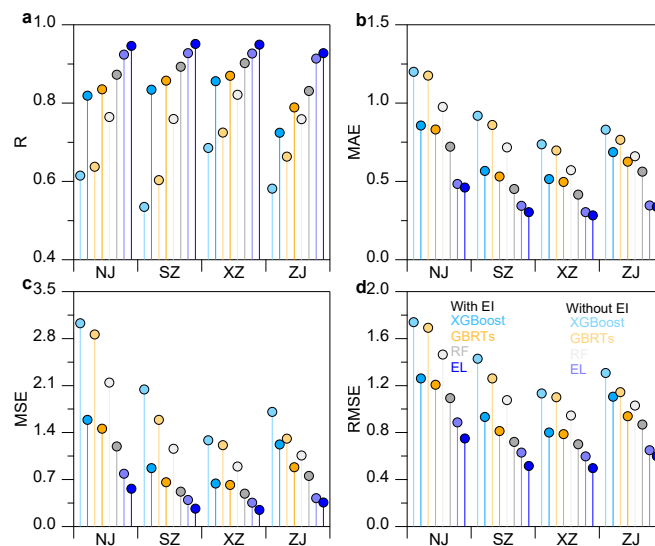 a
1.0
0.8
0.6
0.4
R
NJ SZ XZ ZJ
b
1.5
1.0
0.5
0.0
MAE
NJ SZ XZ ZJ
c
3.5
2.8
2.1
1.4
0.7
0.0
MSE
NJ SZ XZ ZJ
d
2.0
1.6
1.2
0.8
0.4
0.0
RMSE
With EI Without EI
XGBoost XGBoost
GBRTs GBRTs
RF RF
EL EL
NJ SZ XZ ZJ